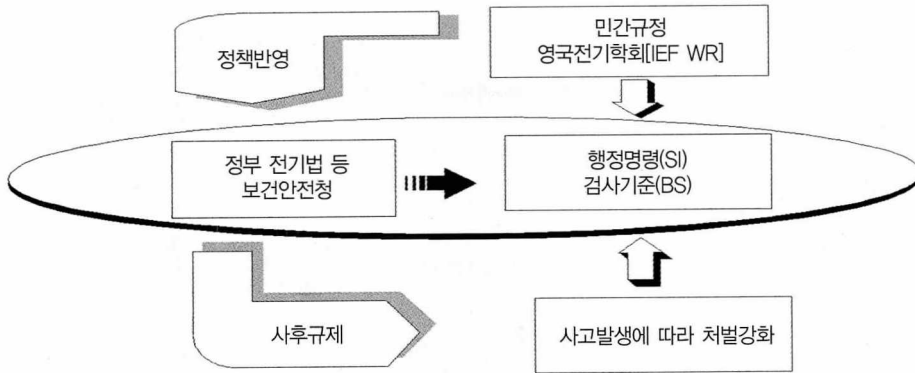 정책반영
민간규정
영국전기학회[IEF WR]
정부 전기법 등
보건안전청
행정명령(SI)
검사기준(BS)
사후규제
사고발생에 따라 처벌강화